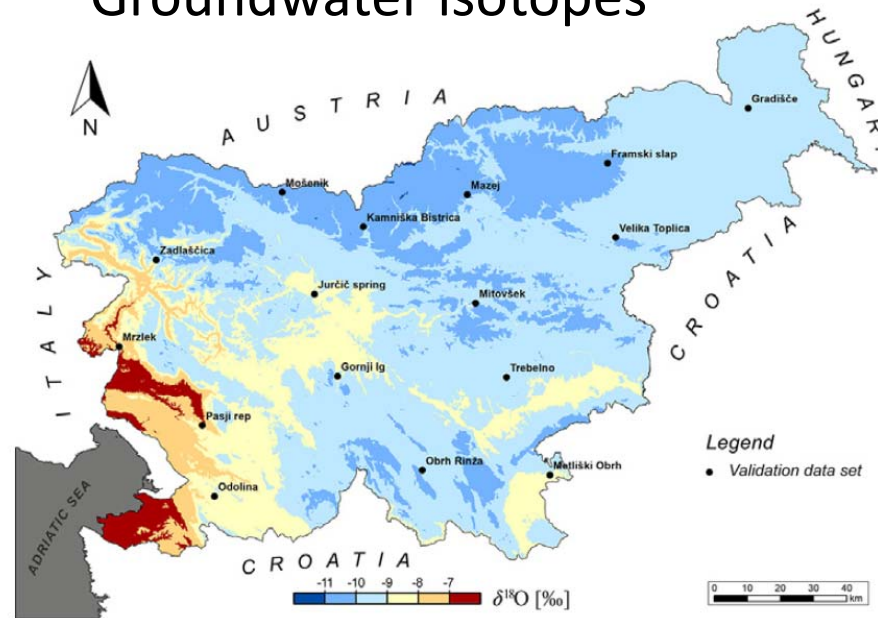 Groundwater isotopes
HUNGAR
AUSTRIA
N
Gradišče
Framski slap
Mošenik
Mazej
Kamniška Bistrica
Velika Toplica
Zadlaščica
CROATIA
Jurčič spring
Mitovšek
ITALY
Mrzlek
Gornji Ig
Trebelno
Pasji rep
Legend
Obrh Rinža
Metliški Obrh
Validation data set
Odolina
ADRIATIC SEA
CROATIA
-11 -10 -9 -8 -7
δ¹⁸O [‰]
0 10 20 30 40
km